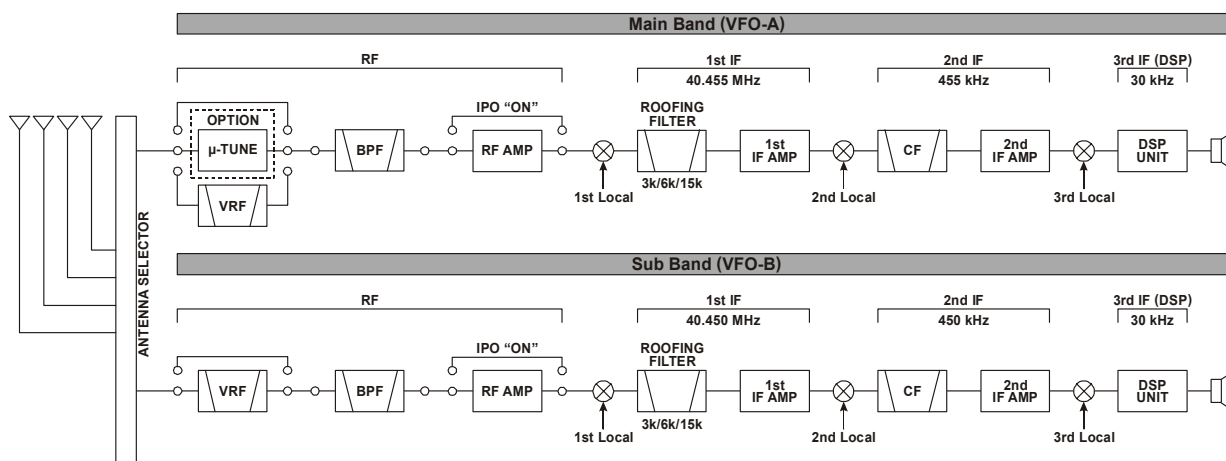 Main Band (VFO-A)
RF
1st IF
2nd IF
3rd IF (DSP)
40.455 MHz
455 kHz
30 kHz
OPTION
IPO “ON”
ROOFING
FILTER
µ-TUNE
BPF
RF AMP
1st
IF AMP
CF
2nd
IF AMP
DSP
UNIT
3k/6k/15k
1st Local
2nd Local
3rd Local
VRF
ANTENNA SELECTOR
Sub Band (VFO-B)
RF
1st IF
2nd IF
3rd IF (DSP)
40.450 MHz
450 kHz
30 kHz
IPO “ON”
ROOFING
FILTER
VRF
BPF
RF AMP
1st
IF AMP
CF
2nd
IF AMP
DSP
UNIT
3k/6k/15k
1st Local
2nd Local
3rd Local